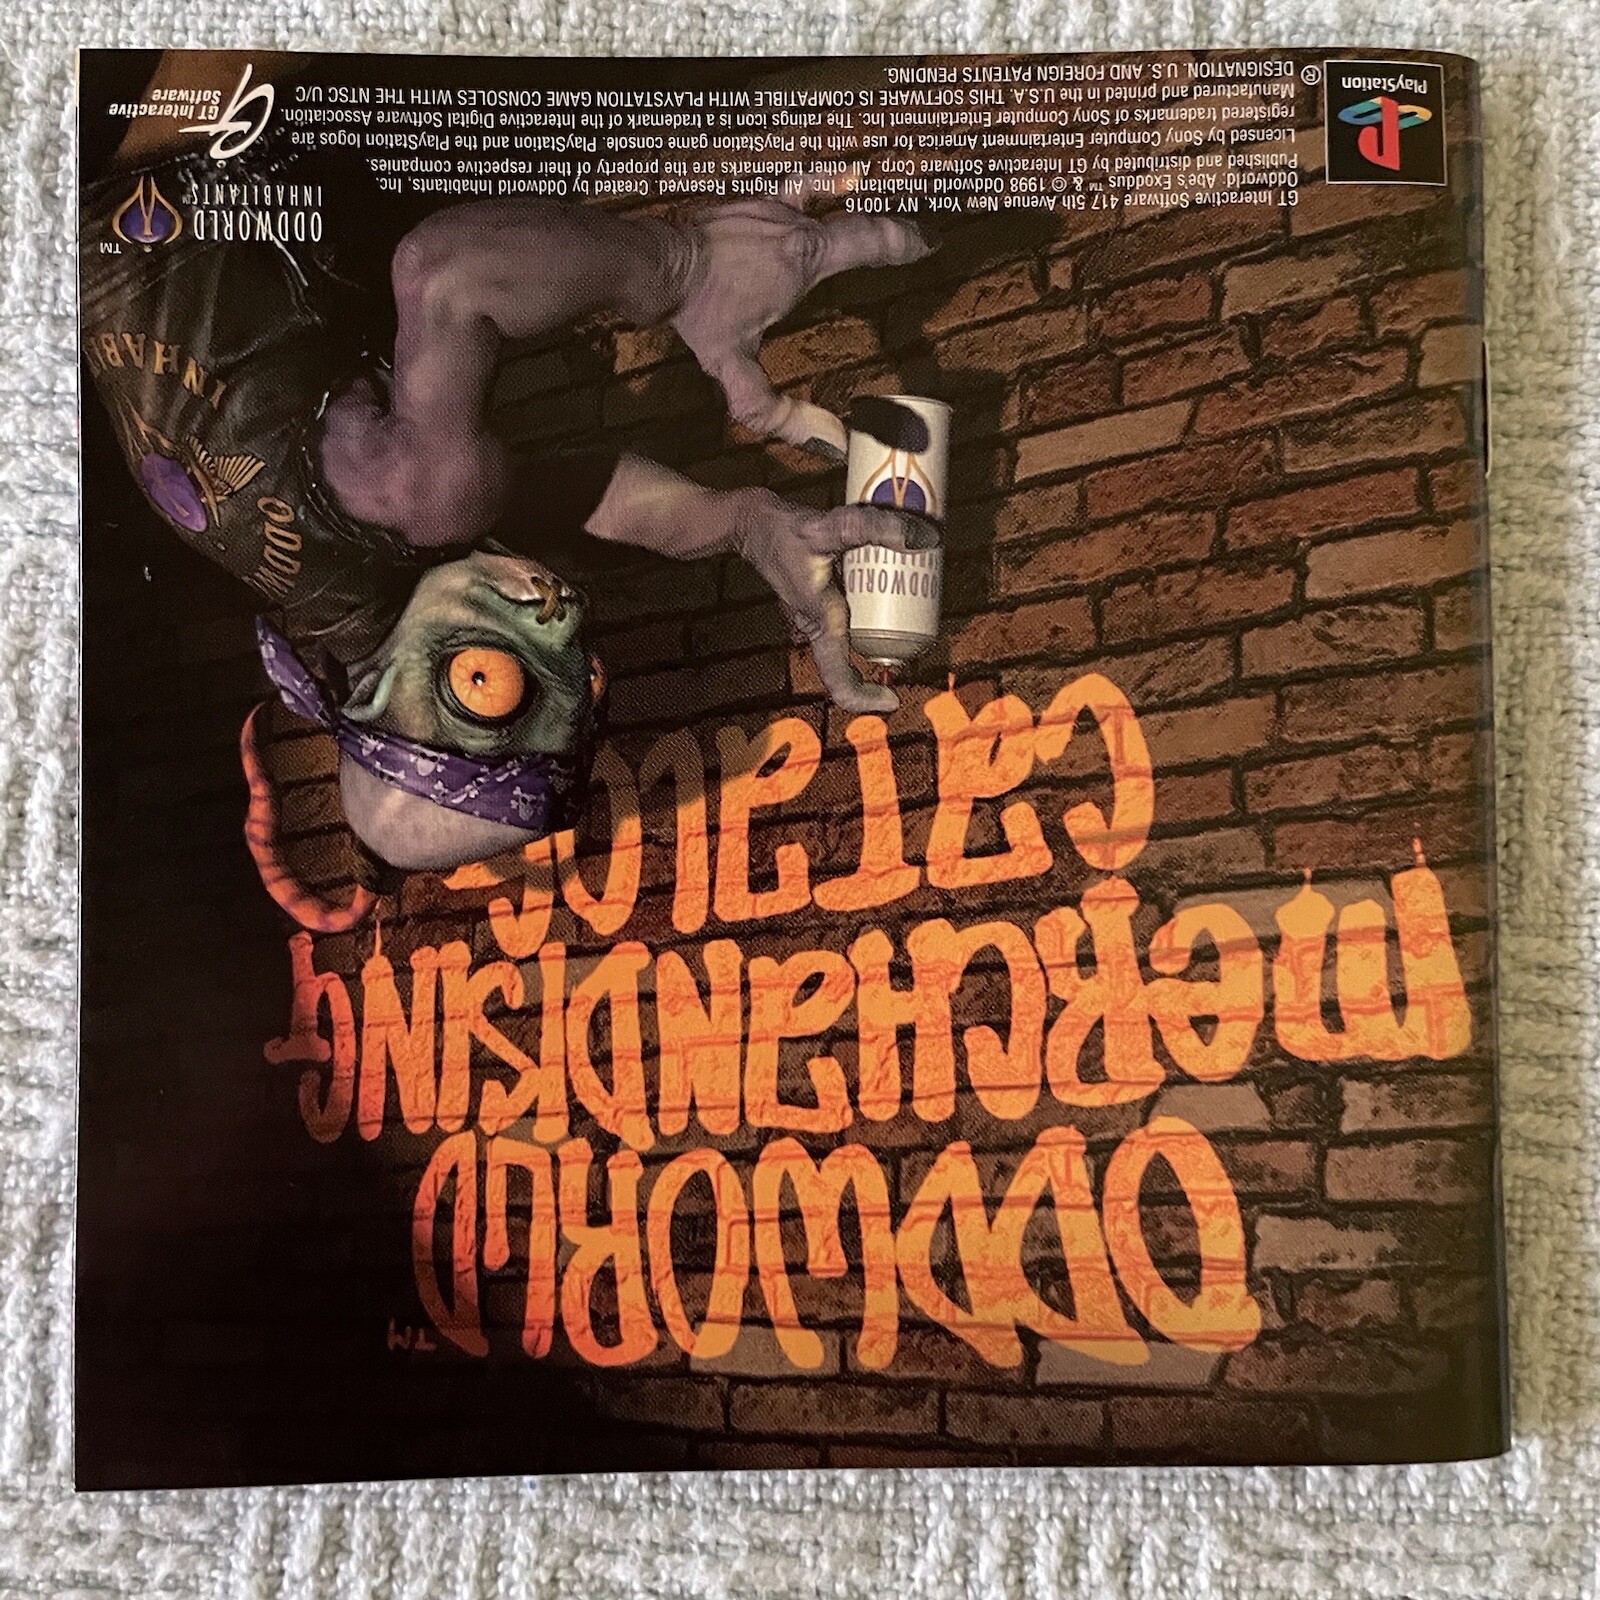 ODDWORLD
TM
MERCHANDISING
CATALOG
ODDWORLD
INHABITANTS
ODDW
INHABI
GT Interactive Software 417 5th Avenue New York, NY 10016
Oddworld: Abe's Exoddus ™ & © 1998 Oddworld Inhabitants, Inc. All Rights Reserved. Created by Oddworld Inhabitants, Inc.
Published and distributed by GT Interactive Software Corp. All other trademarks are the property of their respective companies.
Licensed by Sony Computer Entertainment America for use with the PlayStation game console. PlayStation and the PlayStation logos are
registered trademarks of Sony Computer Entertainment Inc. The ratings icon is a trademark of the Interactive Digital Software Association.
Manufactured and printed in the U.S.A. THIS SOFTWARE IS COMPATIBLE WITH PLAYSTATION GAME CONSOLES WITH THE NTSC U/C
DESIGNATION. U.S. AND FOREIGN PATENTS PENDING.
PlayStation
®
ODDWORLD
INHABITANTS™
TM
GT Interactive
Software